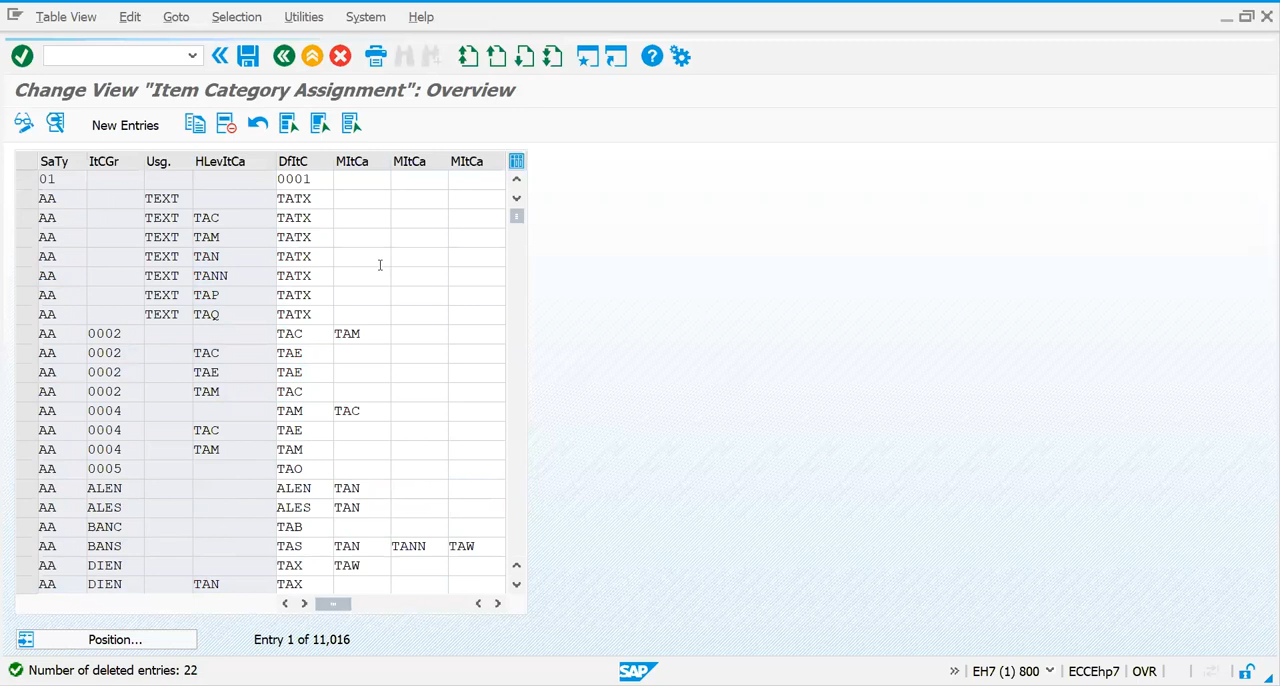 Table View Edit Goto Selection Utilities System Help
Change View "Item Category Assignment": Overview
New Entries
SaTy ItCGr Usg. HLevItCa DfItC MItCa MItCa MItCa
01 0001
AA TEXT TATX
AA TEXT TAC TATX
AA TEXT TAM TATX
AA TEXT TAN TATX
AA TEXT TANN TATX
AA TEXT TAP TATX
AA TEXT TAQ TATX
AA 0002 TAC TAM
AA 0002 TAC TAE
AA 0002 TAE TAE
AA 0002 TAM TAC
AA 0004 TAM TAC
AA 0004 TAC TAE
AA 0004 TAM TAM
AA 0005 TAO
AA ALEN ALEN TAN
AA ALES ALES TAN
AA BANC TAB
AA BANS TAS TAN TANN TAW
AA DIEN TAX TAW
AA DIEN TAN TAX
Position... Entry 1 of 11,016
Number of deleted entries: 22 SAP EH7 (1) 800 ECCEhp7 OVR